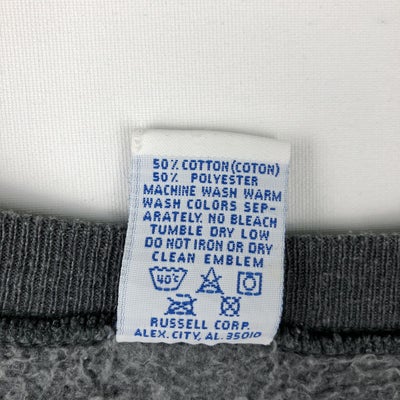 50% COTTON (COTON)
50% POLYESTER
MACHINE WASH WARM
WASH COLORS SEP-
ARATELY. NO BLEACH
TUMBLE DRY LOW
DO NOT IRON OR DRY
CLEAN EMBLEM
40°C
RUSSELL CORP.
ALEX. CITY, AL. 35010